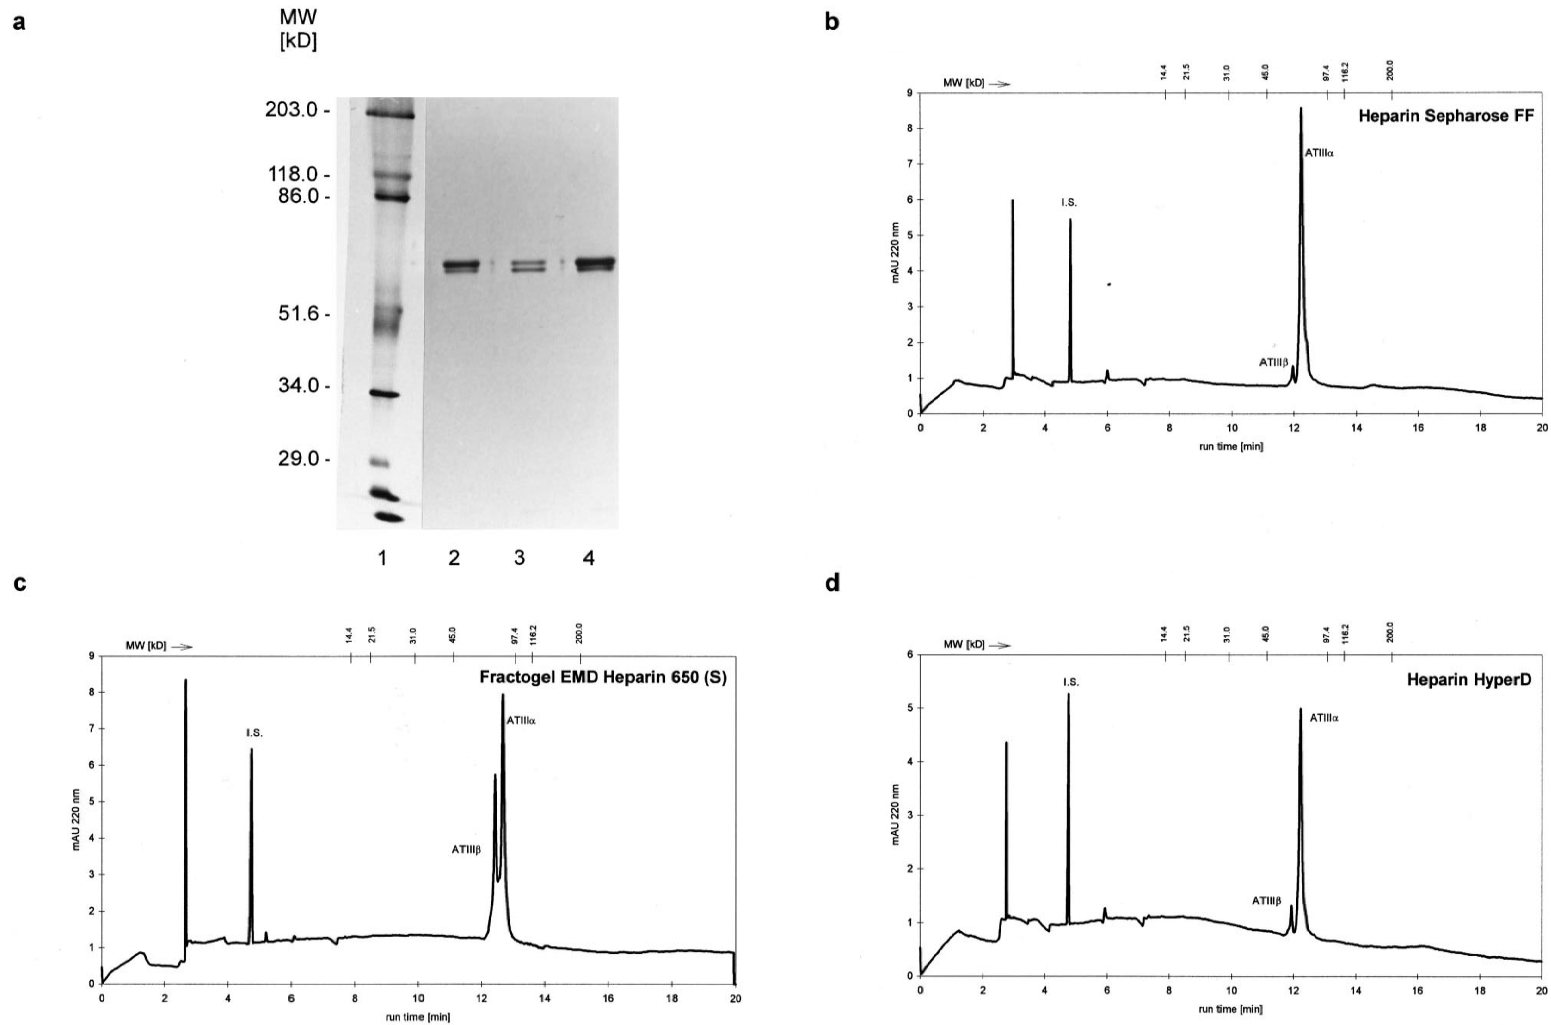 a
MW
[kD]
203.0 -
118.0 -
86.0 -
51.6 -
34.0 -
29.0 -
1 2 3 4
b
MW [kD]
14.4 21.5 31.0 45.0 97.4 116.2 200.0
Heparin Sepharose FF
ATIIIα
I.S.
ATIIIβ
mAU 220 nm
9
8
7
6
5
4
3
2
1
0
0 2 4 6 8 10 12 14 16 18 20
run time [min]
c
MW [kD]
14.4 21.5 31.0 45.0 97.4 116.2 200.0
Fractogel EMD Heparin 650 (S)
ATIIIα
I.S.
ATIIIβ
mAU 220 nm
9
8
7
6
5
4
3
2
1
0
0 2 4 6 8 10 12 14 16 18 20
run time [min]
d
MW [kD]
14.4 21.5 31.0 45.0 97.4 116.2 200.0
Heparin HyperD
I.S.
ATIIIα
ATIIIβ
mAU 220 nm
6
5
4
3
2
1
0
0 2 4 6 8 10 12 14 16 18 20
run time [min]